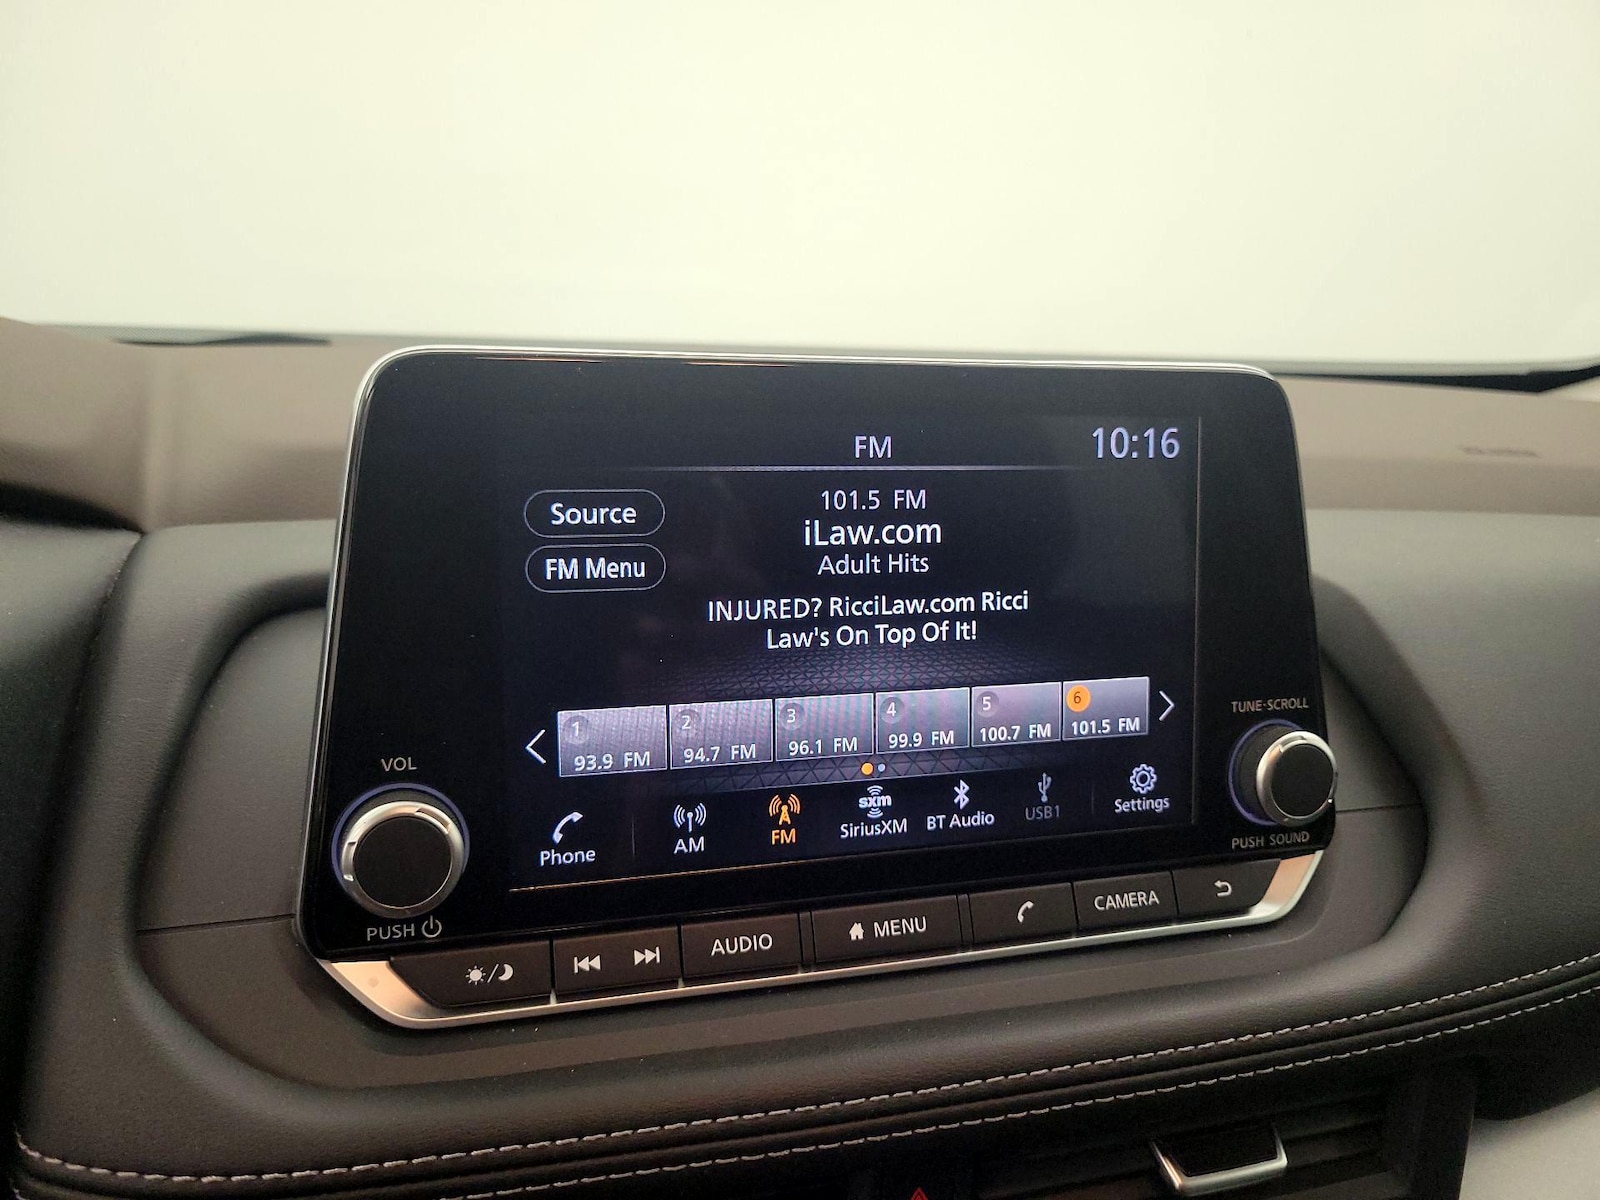 FM
10:16
Source
FM Menu
101.5 FM
iLaw.com
Adult Hits
INJURED? RicciLaw.com Ricci
Law's On Top Of It!
1
93.9 FM
2
94.7 FM
3
96.1 FM
4
99.9 FM
5
100.7 FM
6
101.5 FM
Phone
AM
FM
sxm
SiriusXM
BT Audio
USB1
Settings
VOL
PUSH
TUNE·SCROLL
PUSH SOUND
AUDIO
MENU
CAMERA